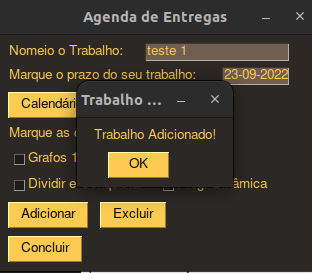 Agenda de Entregas
Nomeio o Trabalho: teste 1
Marque o prazo do seu trabalho: 23-09-2022
Calendári
Trabalho ...
Trabalho Adicionado!
OK
Marque as
Grafos 1
Dividir e
Adicionar Excluir
Concluir